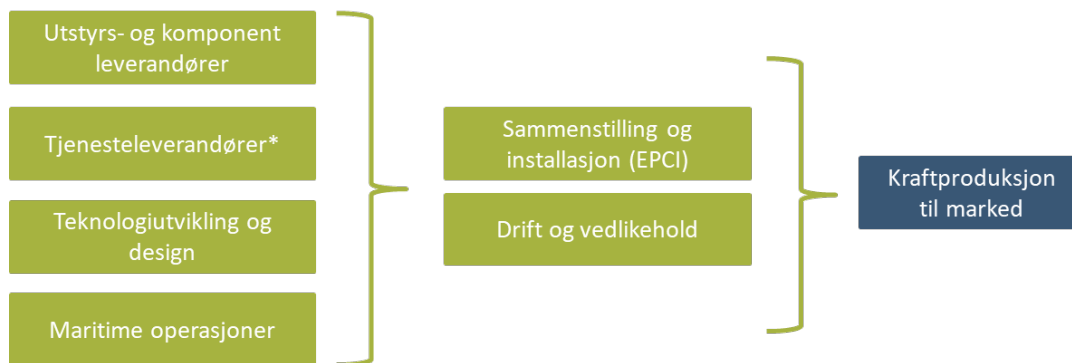 Utstyrs- og komponent
leverandører
Tjenesteleverandører*
Teknologiutvikling og
design
Maritime operasjoner
Sammenstilling og
installasjon (EPCI)
Drift og vedlikehold
Kraftproduksjon
til marked